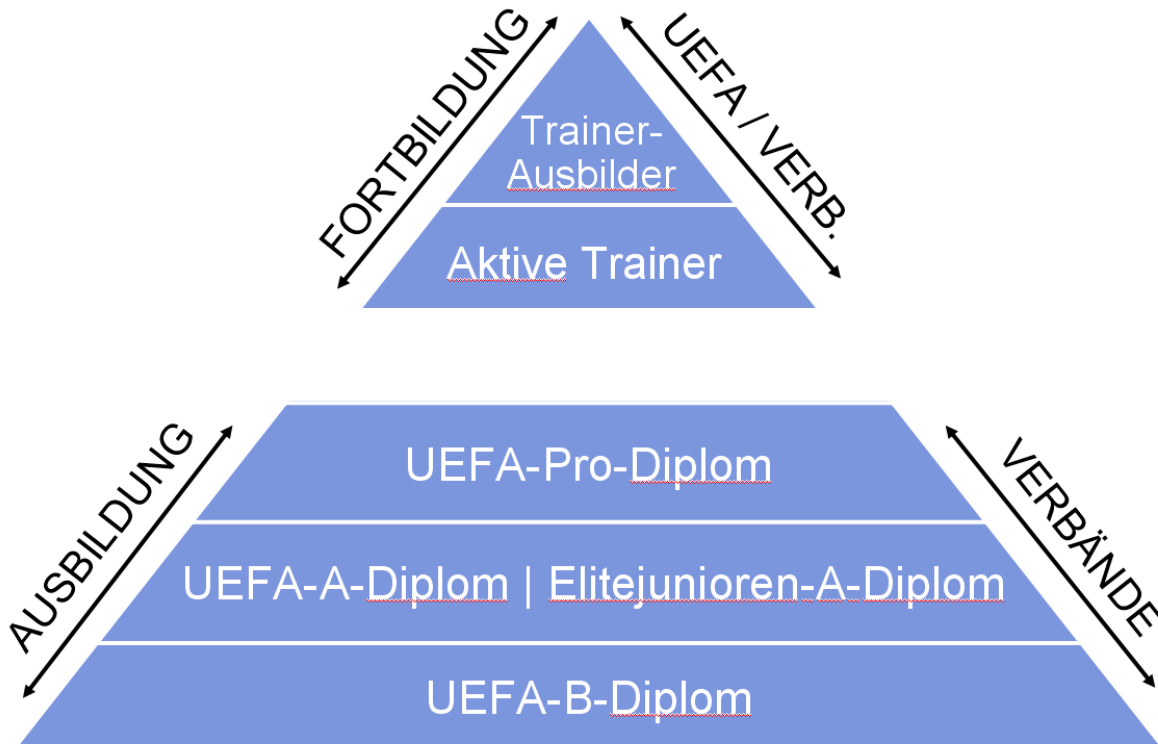 FORTBILDUNG
UEFA / VERB.
Trainer-
Ausbilder
Aktive Trainer
AUSBILDUNG
VERBÄNDE
UEFA-Pro-Diplom
UEFA-A-Diplom | Elitejunioren-A-Diplom
UEFA-B-Diplom